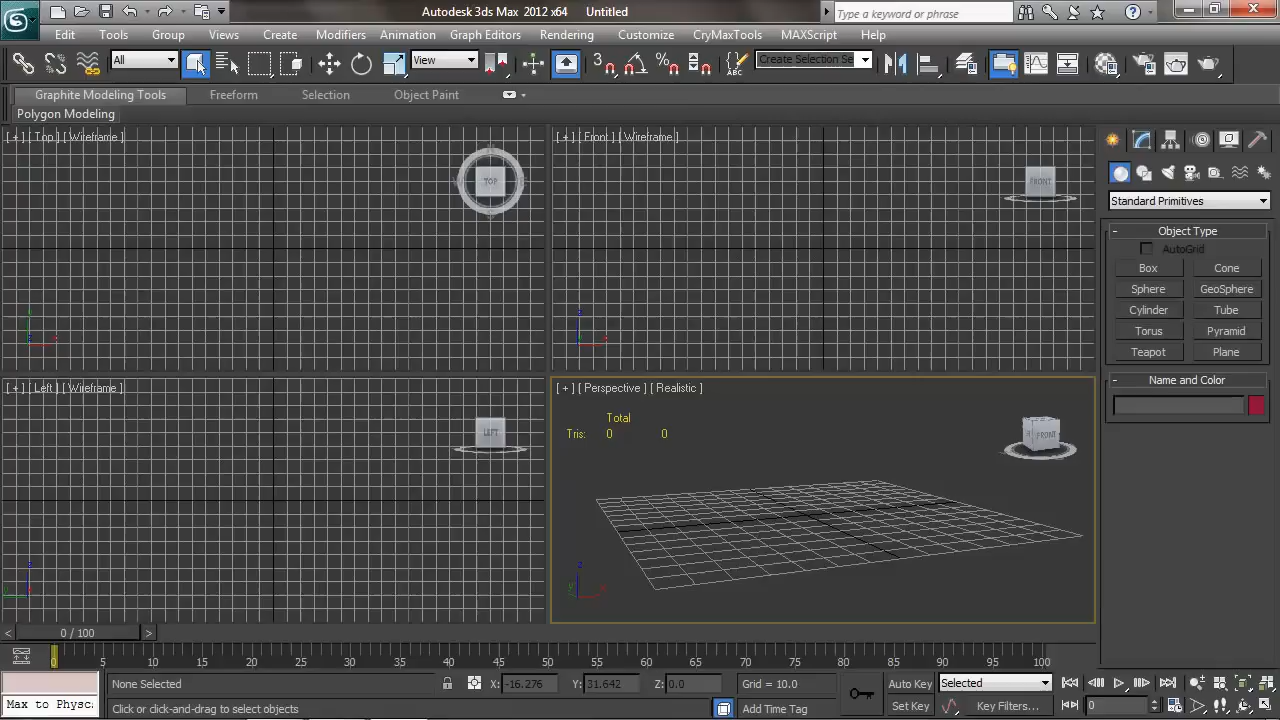 Autodesk 3ds Max 2012 x64 Untitled
Type a keyword or phrase
Edit Tools Group Views Create Modifiers Animation Graph Editors Rendering Customize CryMaxTools MAXScript Help
All View 3 Create Selection Se
Graphite Modeling Tools Freeform Selection Object Paint
Polygon Modeling
[ + ] [ Top ] [ Wireframe ]
TOP
[ + ] [ Front ] [ Wireframe ]
FRONT
[ + ] [ Left ] [ Wireframe ]
LEFT
[ + ] [ Perspective ] [ Realistic ]
Total
Tris: 0 0
FRONT
Standard Primitives
- Object Type
AutoGrid
Box Cone
Sphere GeoSphere
Cylinder Tube
Torus Pyramid
Teapot Plane
- Name and Color
< 0 / 100 >
0 5 10 15 20 25 30 35 40 45 50 55 60 65 70 75 80 85 90 95 100
None Selected X: -16.276 Y: 31.642 Z: 0.0 Grid = 10.0 Auto Key Selected
Max to Physc
Click or click-and-drag to select objects Add Time Tag Set Key Key Filters... 0